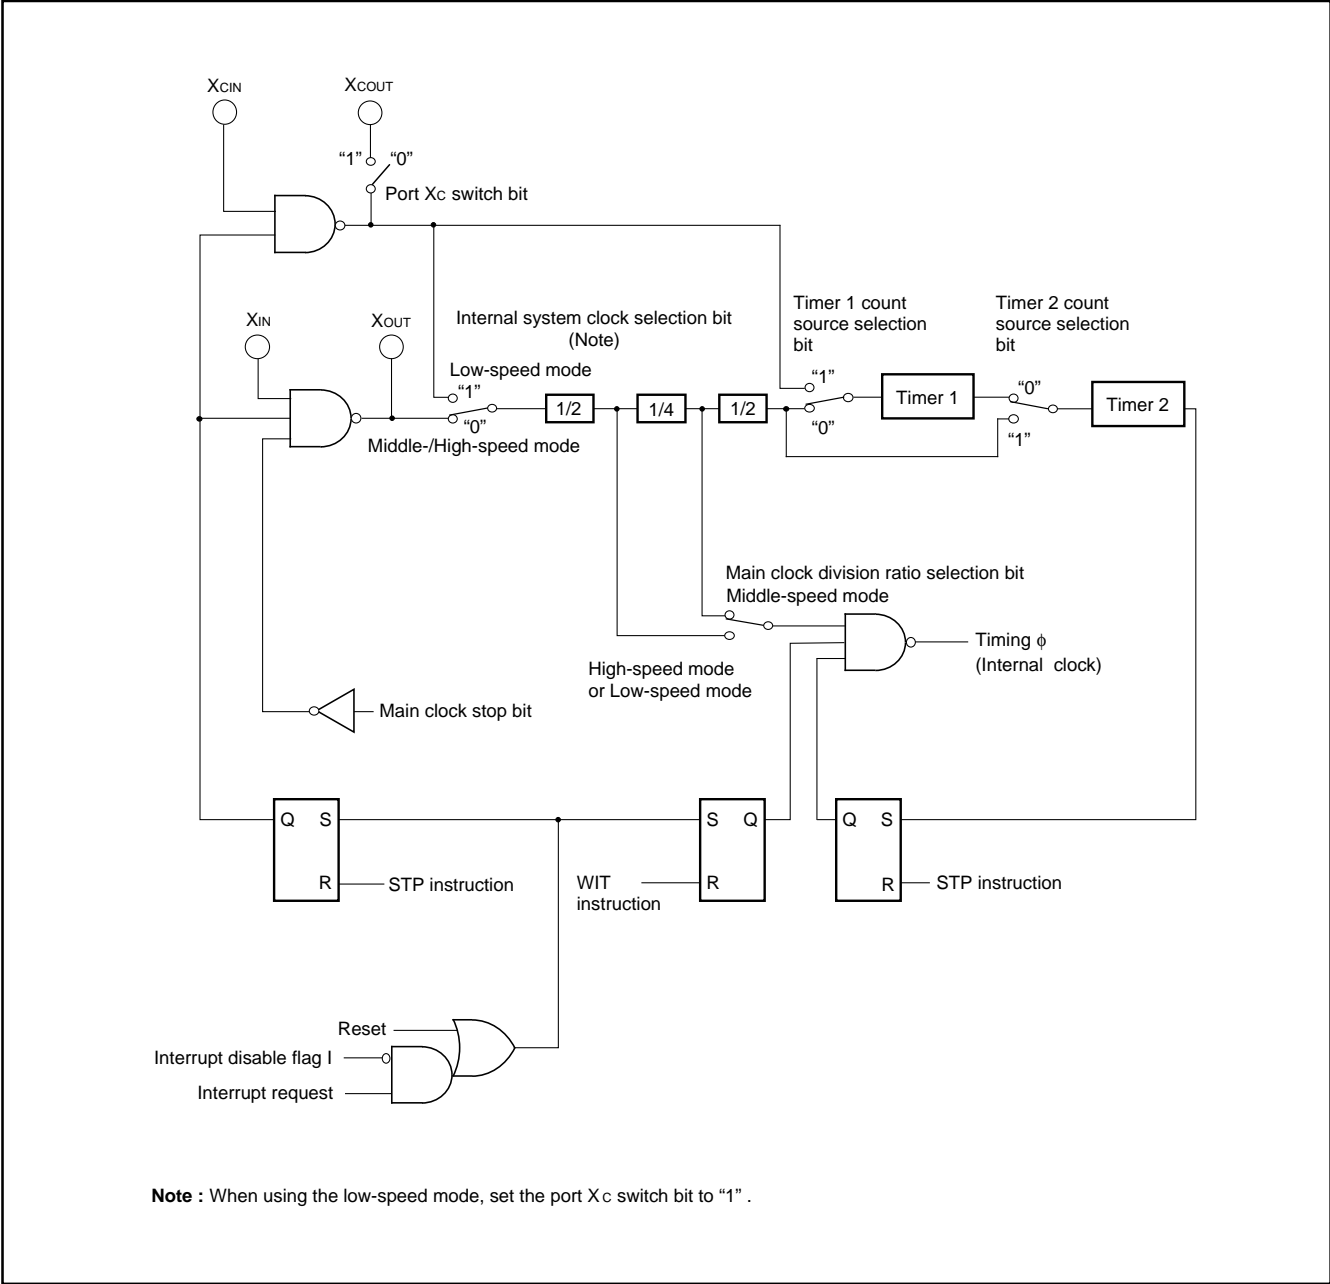 XCIN
XCOUT
“1” “0”
Port XC switch bit
XIN
XOUT
Internal system clock selection bit
(Note)
Low-speed mode
“1”
“0”
Middle-/High-speed mode
1/2
1/4
1/2
Timer 1 count
source selection
bit
“1”
“0”
Timer 1
Timer 2 count
source selection
bit
“0”
“1”
Timer 2
Main clock division ratio selection bit
Middle-speed mode
High-speed mode
or Low-speed mode
Timing ϕ
(Internal clock)
Main clock stop bit
Q S
R
STP instruction
S Q
R
WIT
instruction
Q S
R
STP instruction
Reset
Interrupt disable flag I
Interrupt request
Note : When using the low-speed mode, set the port XC switch bit to “1” .